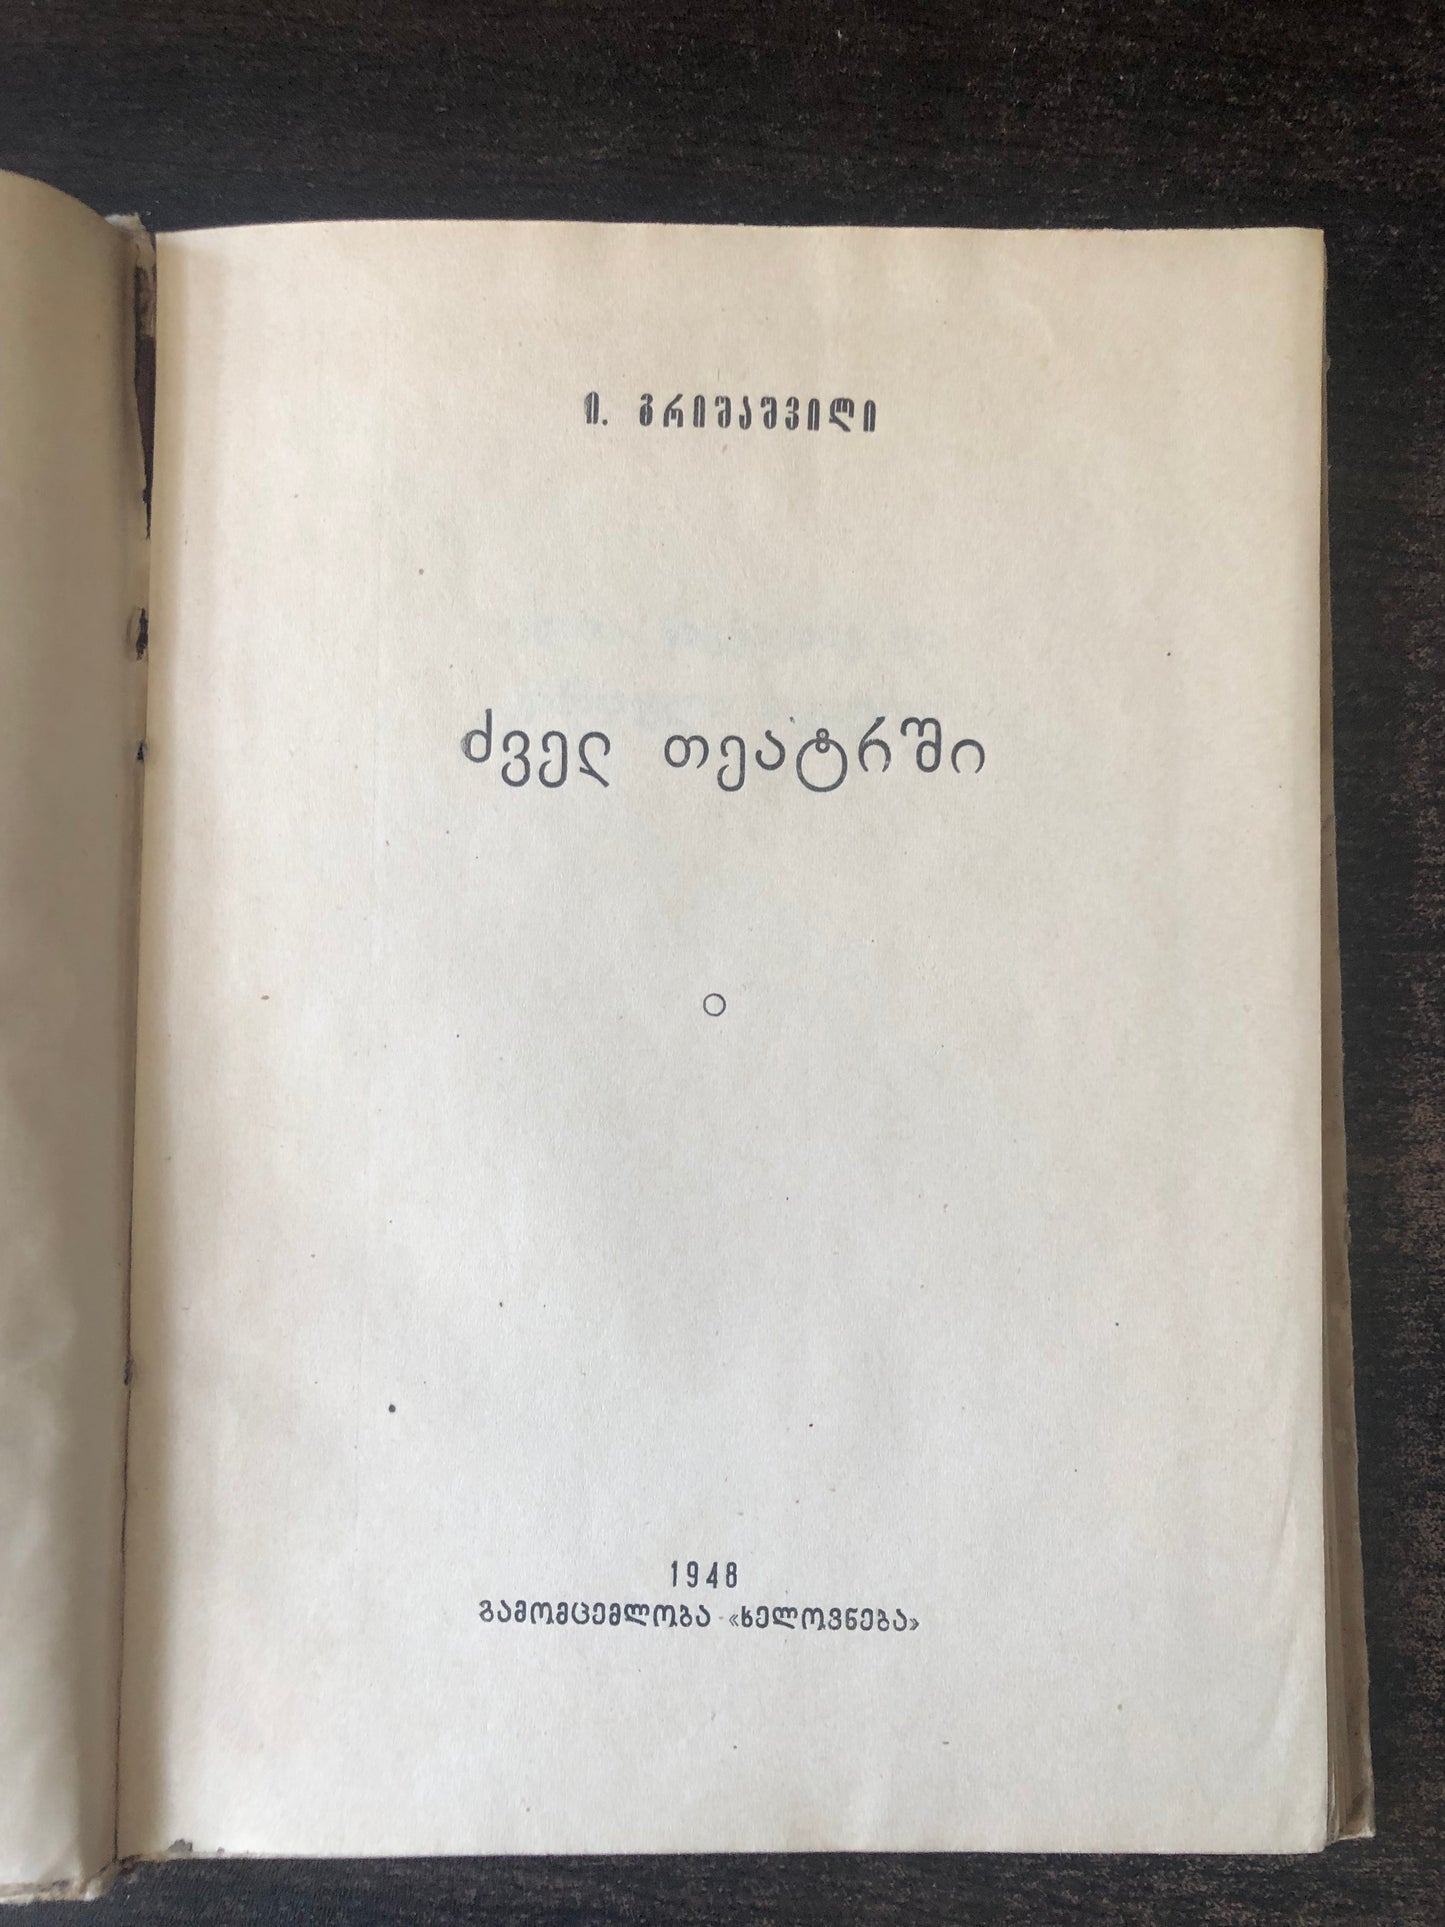 ი. გრიშაშვილი
ძველ თეატრში
1948
გამომცემლობა «ხელოვნება»